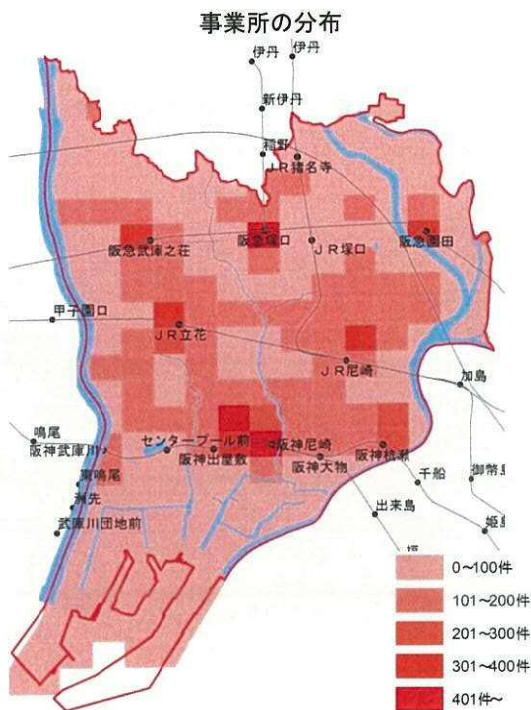 事業所の分布
伊丹
伊丹
新伊丹
稲野
JR猪名寺
阪急武庫之荘
阪急塚口
JR塚口
阪急園田
甲子園口
JR立花
JR尼崎
加島
鳴尾
阪神武庫川
センタープール前
阪神出屋敷
阪神尼崎
阪神大物
阪神杭瀬
千船
御幣島
東鳴尾
洲先
武庫川団地前
出来島
姫島
0～100件
101～200件
201～300件
301～400件
401件～